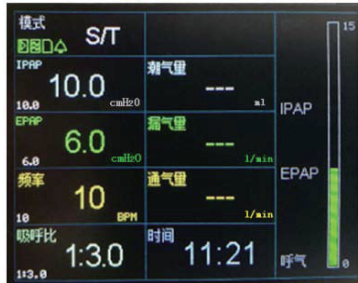 模式 S/T
IPAP 潮气量
10.0 cmH2O --- ml
10.0
EPAP 漏气量
6.0 cmH2O --- l/min
6.0
频率 通气量
10 BPM --- l/min
10
吸呼比 时间
1:3.0 11:21
1:3.0
15
IPAP
EPAP
呼气 0